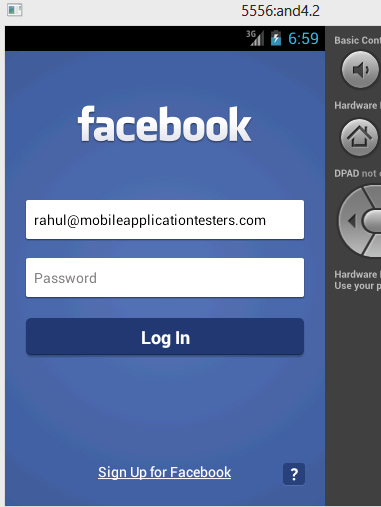 5556:and4.2
3G 6:59
facebook
rahul@mobileapplicationtesters.com
Password
Log In
Sign Up for Facebook
?
Basic Cont
Hardware
DPAD not
Hardware
Use your p